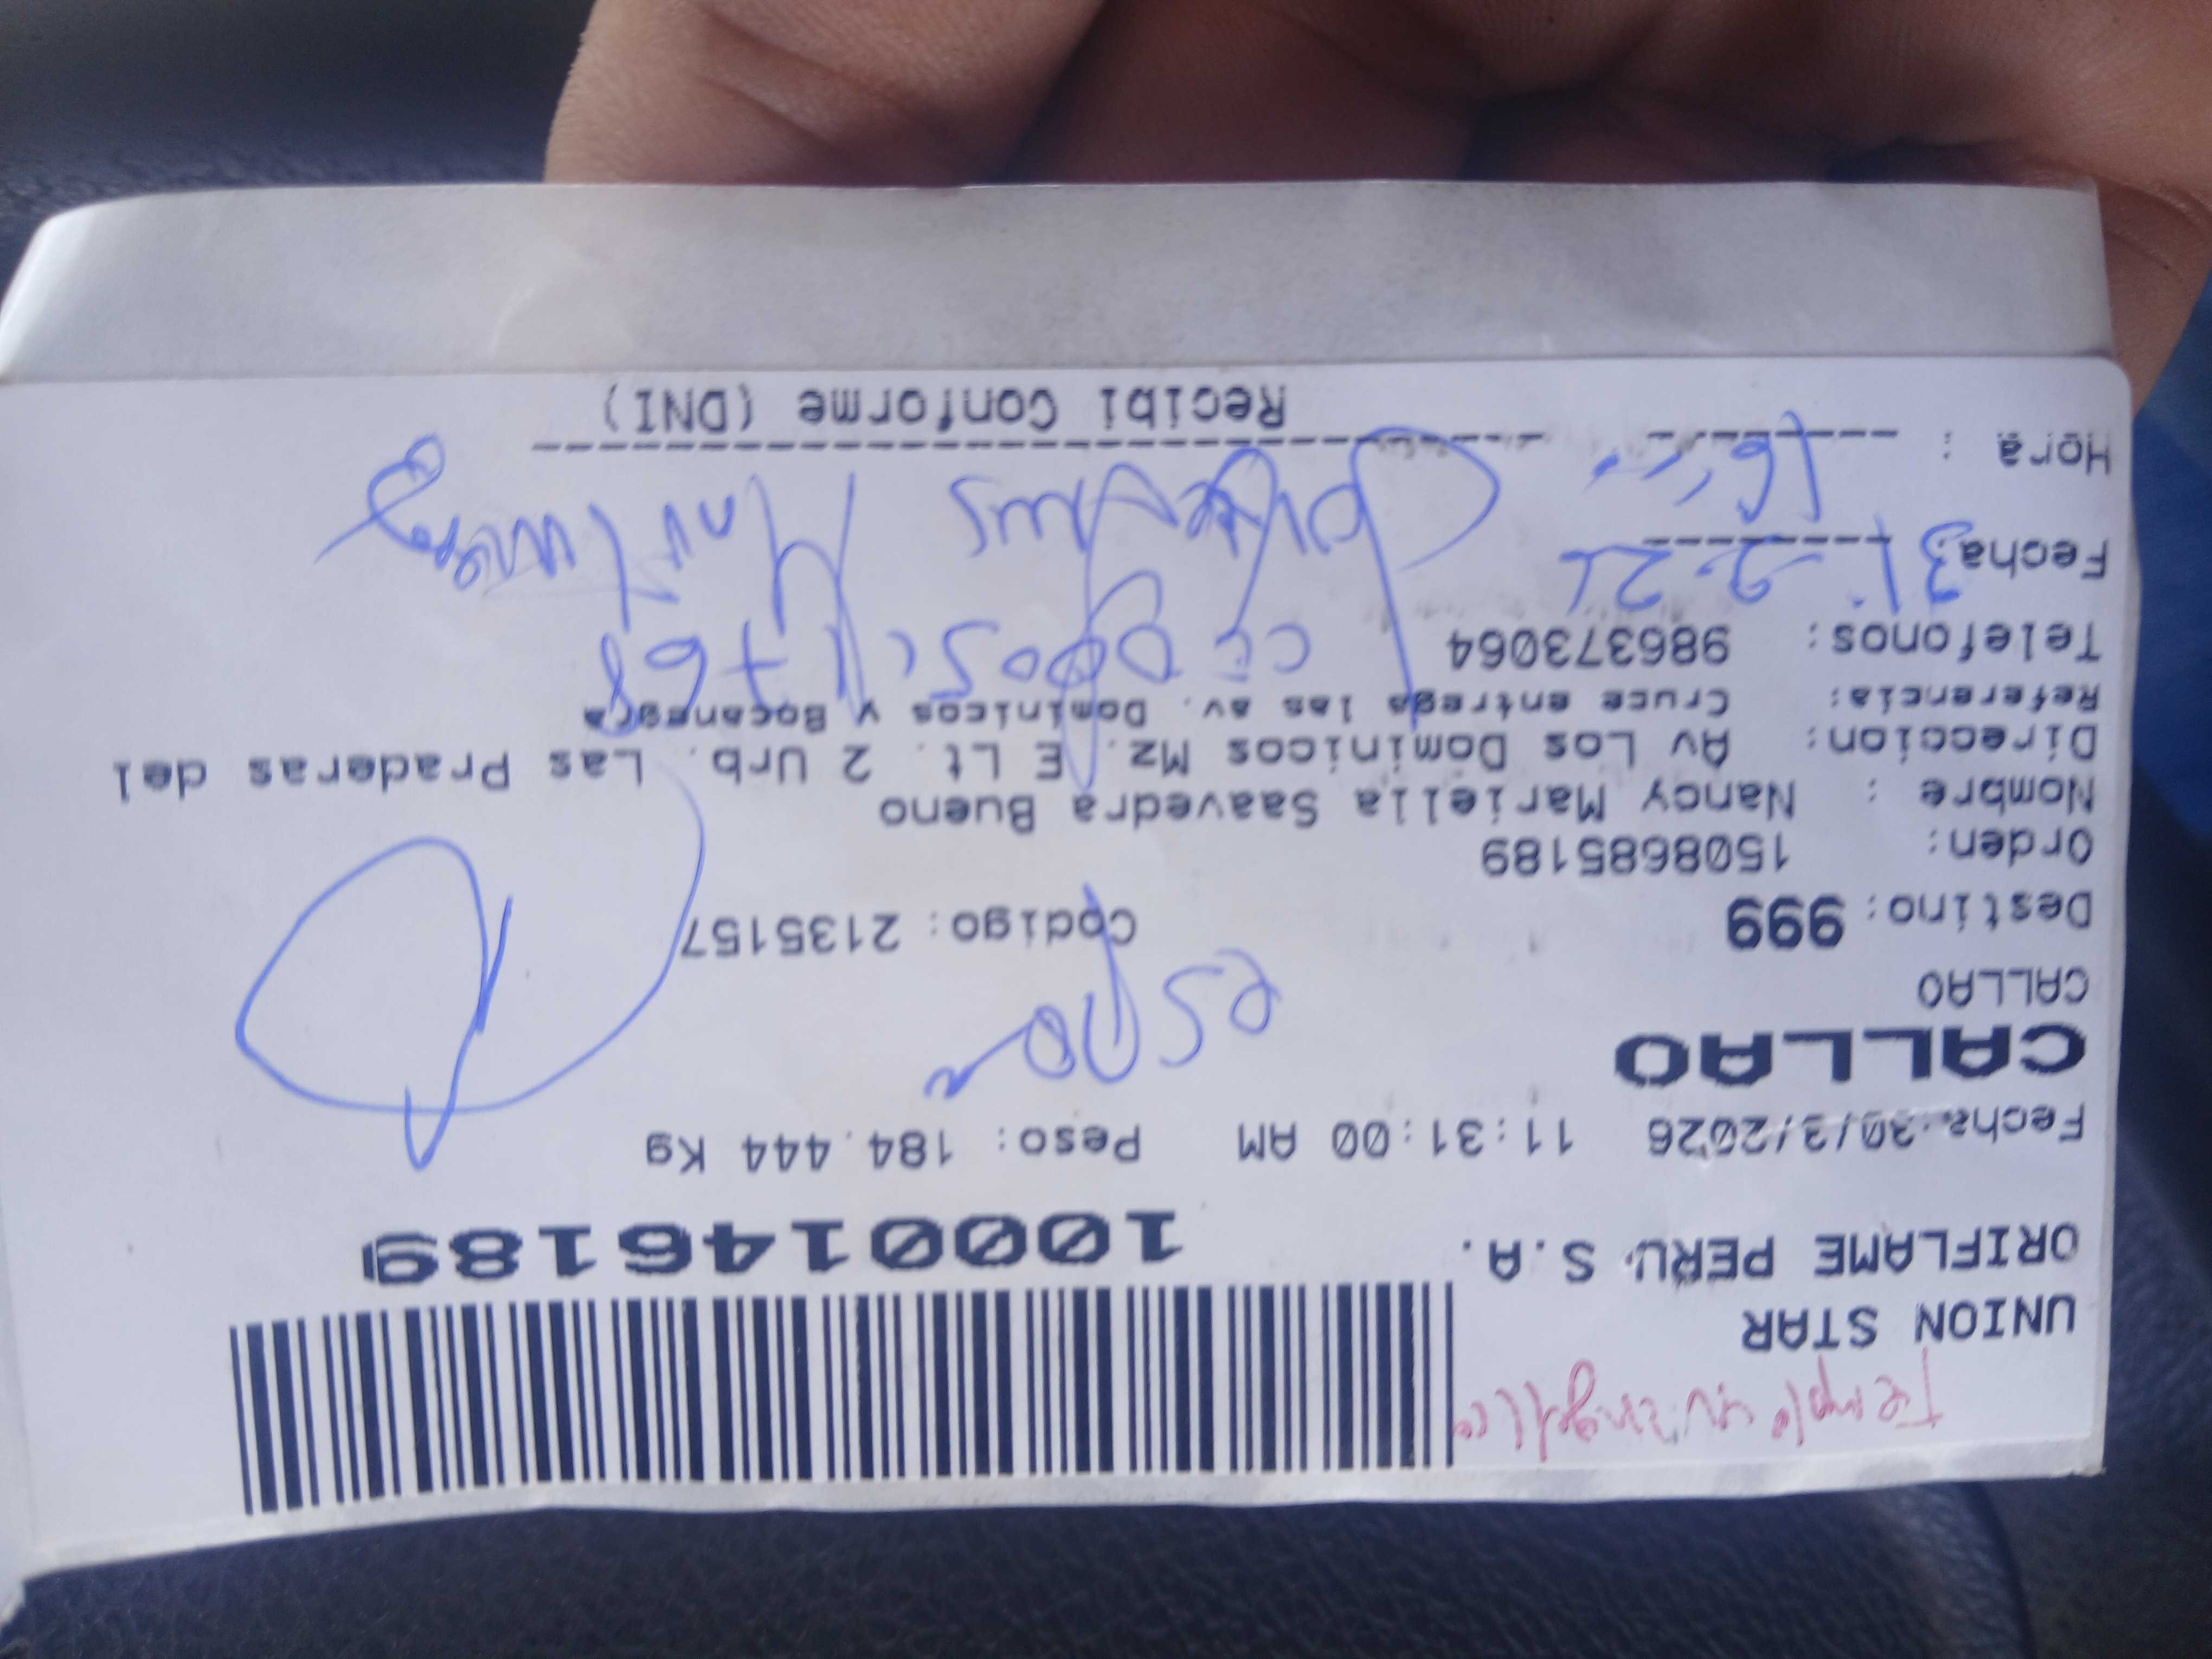 UNION STAR
ORIFLAME PERU S.A.
1000146189
Fecha: 30/3/2026 11:31:00 AM Peso: 184.444 Kg
CALLAO
CALLAO
Destino: 999 Codigo: 2135157
Orden: 1508685189
Nombre : Nancy Mariella Saavedra Bueno
Direccion: Av Los Dominicos Mz. E Lt. 2 Urb. Las Praderas del
Referencia: Cruce entrega las av. Dominicos y Bocanegra
Telefonos: 986373064
Fecha:
Hora :
Recibi Conforme (DNI)